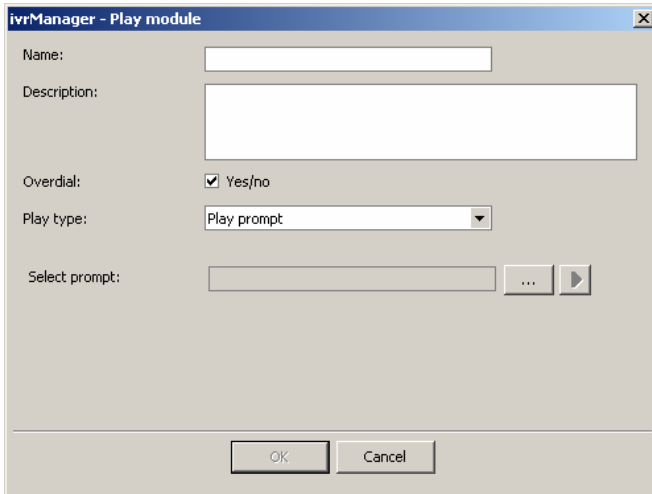 ivrManager - Play module
Name:
Description:
Overdial:
Yes/no
Play type:
Play prompt
Select prompt:
...
OK
Cancel